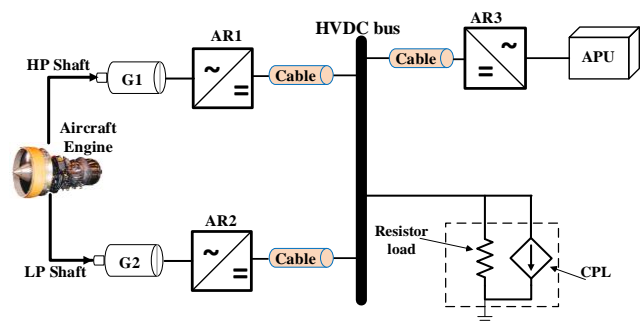 HVDC bus
AR1
AR3
HP Shaft
G1
~
=
Cable
Cable
~
=
APU
Aircraft
Engine
AR2
LP Shaft
G2
~
=
Cable
Resistor
load
CPL